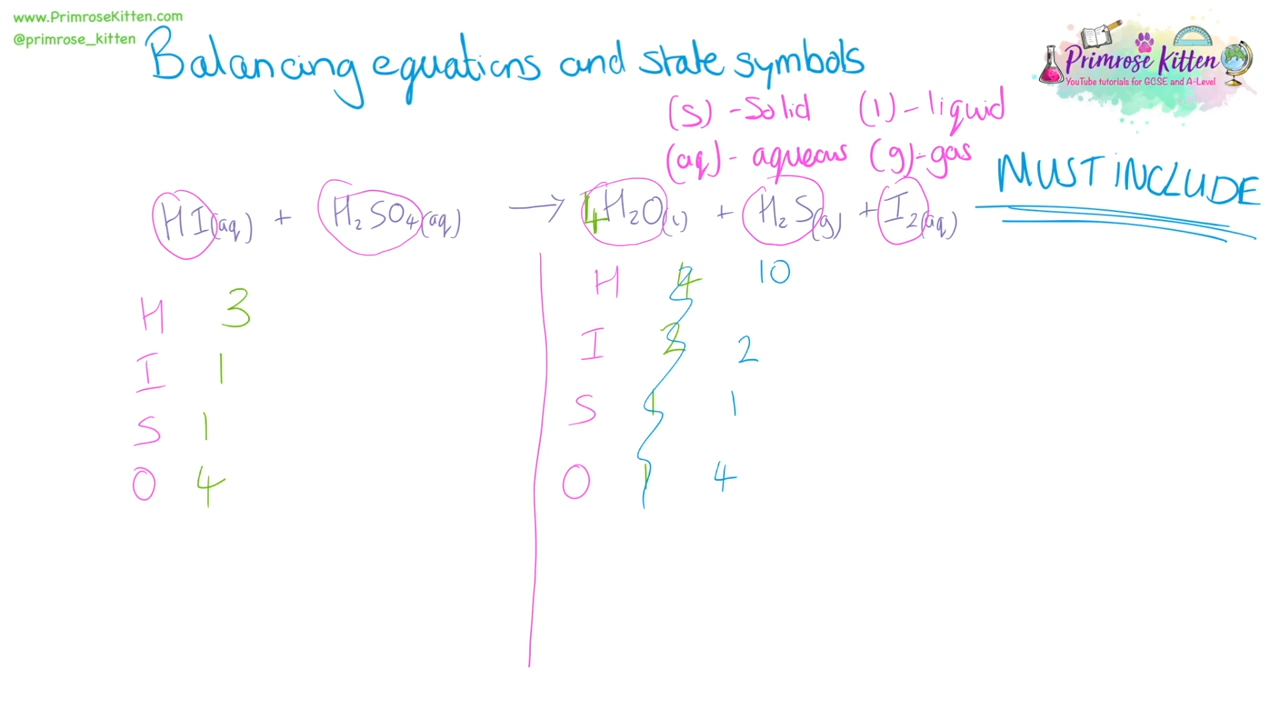 www.PrimroseKitten.com
@primrose_kitten
Balancing equations and state symbols
Primrose Kitten
YouTube tutorials for GCSE and A-Level
(s) - solid (l) - liquid
(aq) - aqueous (g) - gas
MUST INCLUDE
HI(aq) + H₂SO₄(aq) → 4H₂O(l) + H₂S(g) + I₂(aq)
H 3
I 1
S 1
O 4
H 4 10
I 2 2
S 1 1
O 1 4